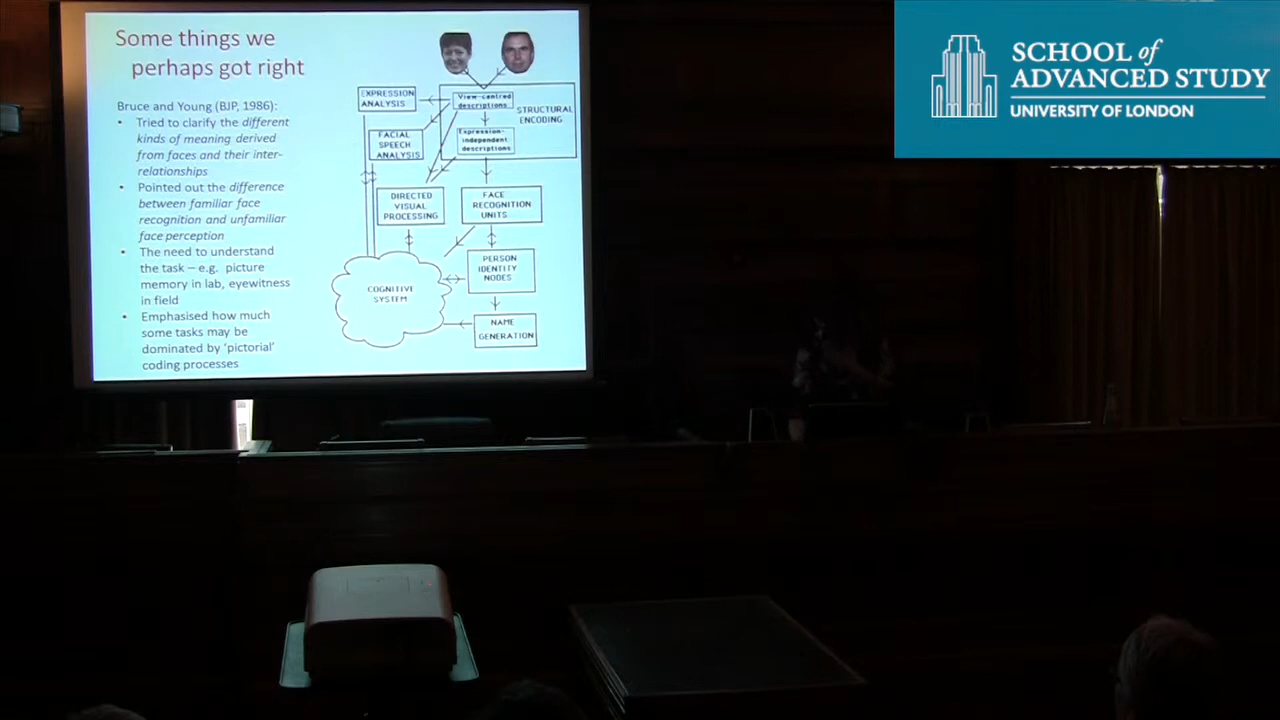 Some things we
perhaps got right
Bruce and Young (BJP, 1986):
• Tried to clarify the different
kinds of meaning derived
from faces and their inter-
relationships
• Pointed out the difference
between familiar face
recognition and unfamiliar
face perception
• The need to understand
the task – e.g. picture
memory in lab, eyewitness
in field
• Emphasised how much
some tasks may be
dominated by 'pictorial'
coding processes
EXPRESSION
ANALYSIS
View-centred
descriptions
STRUCTURAL
ENCODING
FACIAL
SPEECH
ANALYSIS
Expression-
independent
descriptions
DIRECTED
VISUAL
PROCESSING
FACE
RECOGNITION
UNITS
COGNITIVE
SYSTEM
PERSON
IDENTITY
NODES
NAME
GENERATION
SCHOOL of
ADVANCED STUDY
UNIVERSITY OF LONDON